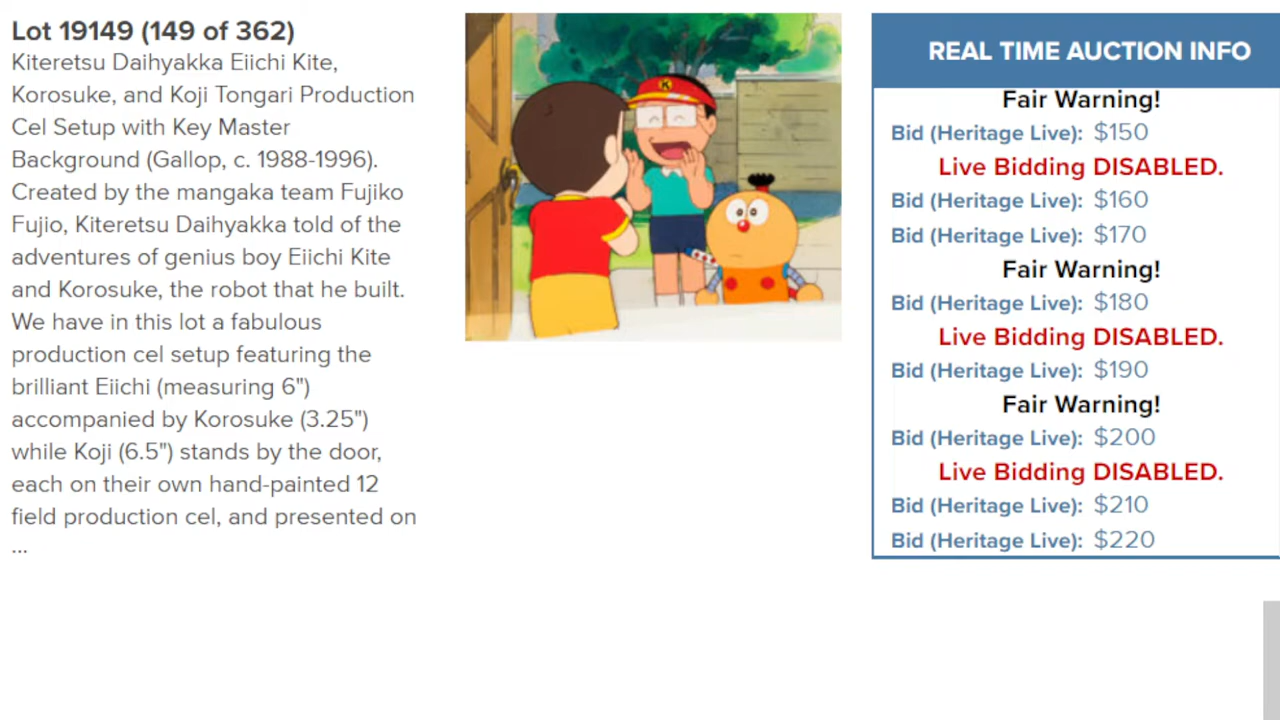 Lot 19149 (149 of 362)
Kiteretsu Daihyakka Eiichi Kite,
Korosuke, and Koji Tongari Production
Cel Setup with Key Master
Background (Gallop, c. 1988-1996).
Created by the mangaka team Fujiko
Fujio, Kiteretsu Daihyakka told of the
adventures of genius boy Eiichi Kite
and Korosuke, the robot that he built.
We have in this lot a fabulous
production cel setup featuring the
brilliant Eiichi (measuring 6")
accompanied by Korosuke (3.25")
while Koji (6.5") stands by the door,
each on their own hand-painted 12
field production cel, and presented on
...
K
REAL TIME AUCTION INFO
Fair Warning!
Bid (Heritage Live): $150
Live Bidding DISABLED.
Bid (Heritage Live): $160
Bid (Heritage Live): $170
Fair Warning!
Bid (Heritage Live): $180
Live Bidding DISABLED.
Bid (Heritage Live): $190
Fair Warning!
Bid (Heritage Live): $200
Live Bidding DISABLED.
Bid (Heritage Live): $210
Bid (Heritage Live): $220